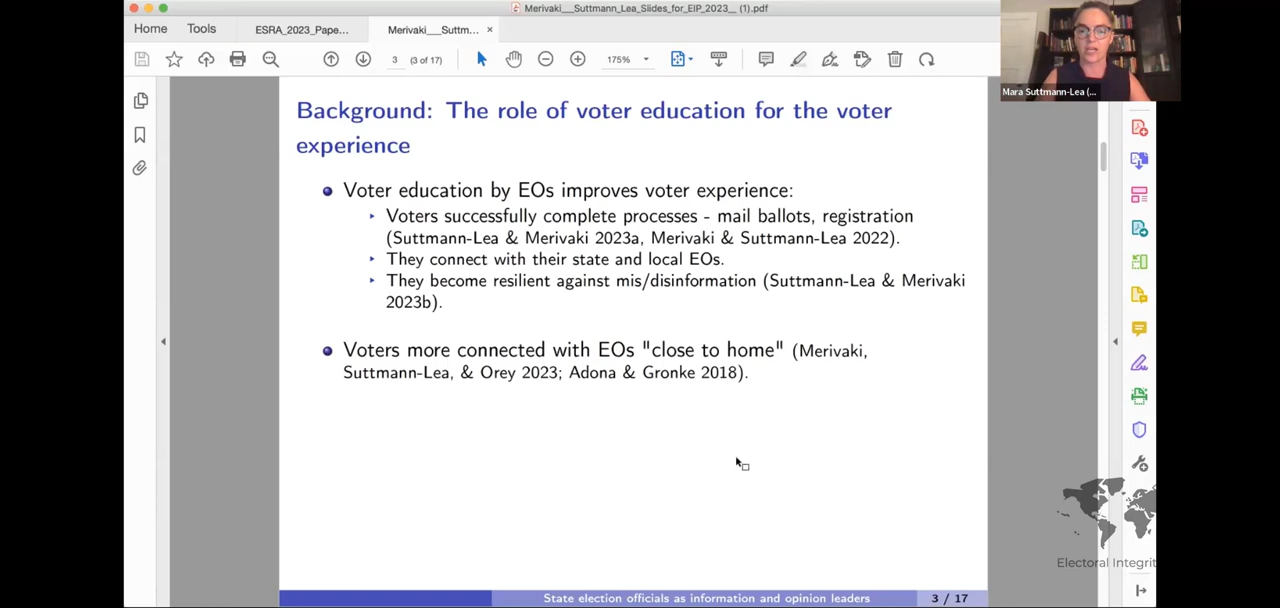 Merivaki__Suttmann_Lea_Slides_for_EIP_2023__ (1).pdf
Home
Tools
ESRA_2023_Pape...
Merivaki__Suttm...
×
3
(3 of 17)
175%
Mara Suttmann-Lea (...
Background: The role of voter education for the voter
experience
Voter education by EOs improves voter experience:
Voters successfully complete processes - mail ballots, registration
(Suttmann-Lea & Merivaki 2023a, Merivaki & Suttmann-Lea 2022).
They connect with their state and local EOs.
They become resilient against mis/disinformation (Suttmann-Lea & Merivaki
2023b).
Voters more connected with EOs "close to home" (Merivaki,
Suttmann-Lea, & Orey 2023; Adona & Gronke 2018).
Electoral Integrit
State election officials as information and opinion leaders
3 / 17